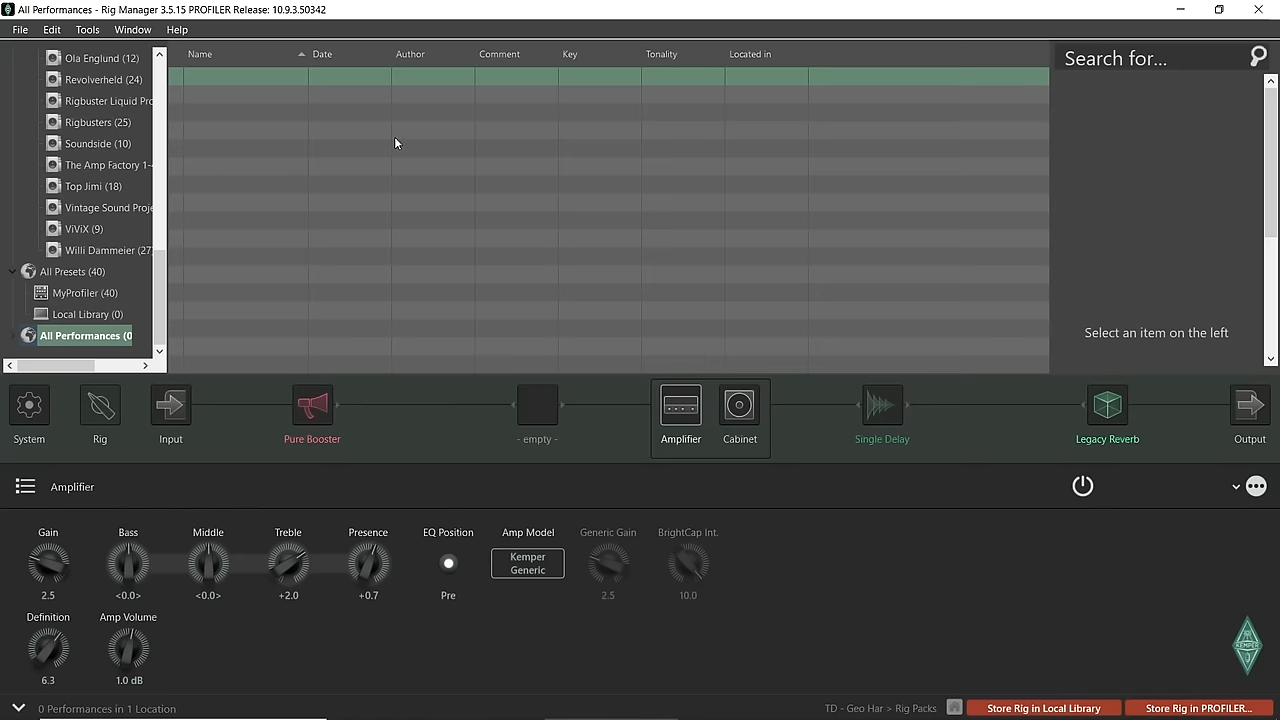 All Performances - Rig Manager 3.5.15 PROFILER Release: 10.9.3.50342
File Edit Tools Window Help
Ola Englund (12)
Revolverheld (24)
Rigbuster Liquid Pro
Rigbusters (25)
Soundside (10)
The Amp Factory 1-
Top Jimi (18)
Vintage Sound Proje
ViViX (9)
Willi Dammeier (27
All Presets (40)
MyProfiler (40)
Local Library (0)
All Performances (0
Name Date Author Comment Key Tonality Located in
Search for...
Select an item on the left
System Rig Input Pure Booster - empty - Amplifier Cabinet Single Delay Legacy Reverb Output
Amplifier
Gain Bass Middle Treble Presence EQ Position Amp Model Generic Gain BrightCap Int.
Kemper
Generic
2.5 <0.0> <0.0> +2.0 +0.7 Pre 2.5 10.0
Definition Amp Volume
6.3 1.0 dB
KEMPER
0 Performances in 1 Location
TD - Geo Har > Rig Packs
Store Rig in Local Library
Store Rig in PROFILER...